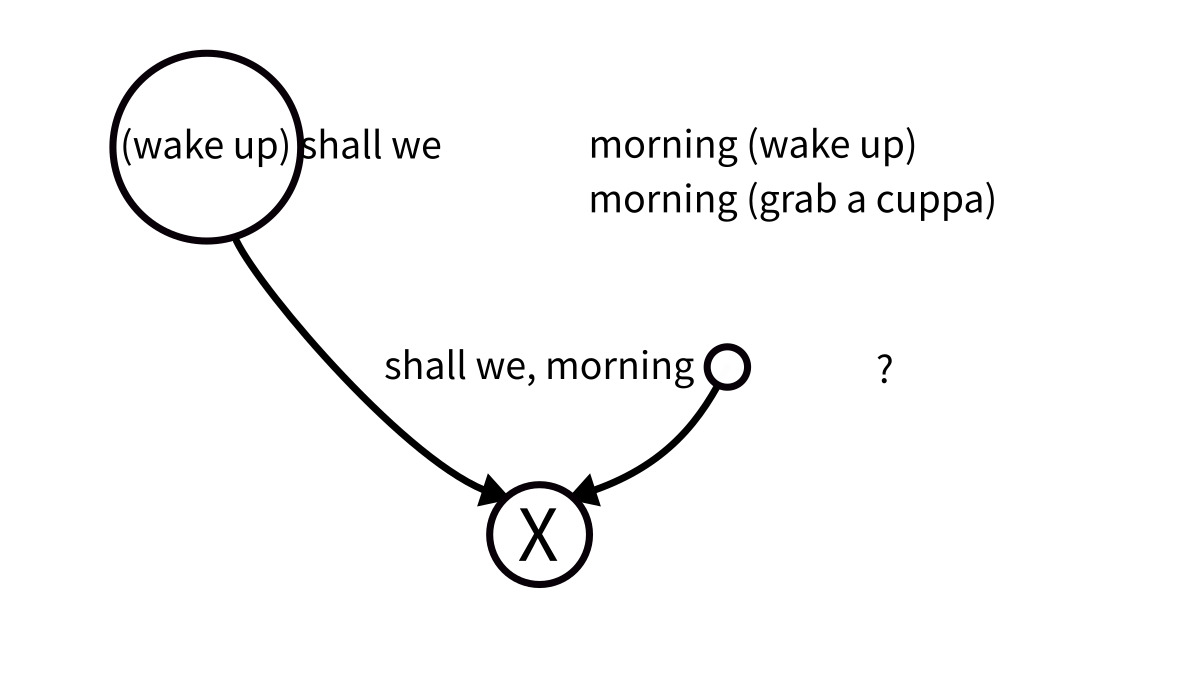 (wake up) shall we
morning (wake up)
morning (grab a cuppa)
shall we, morning
?
X